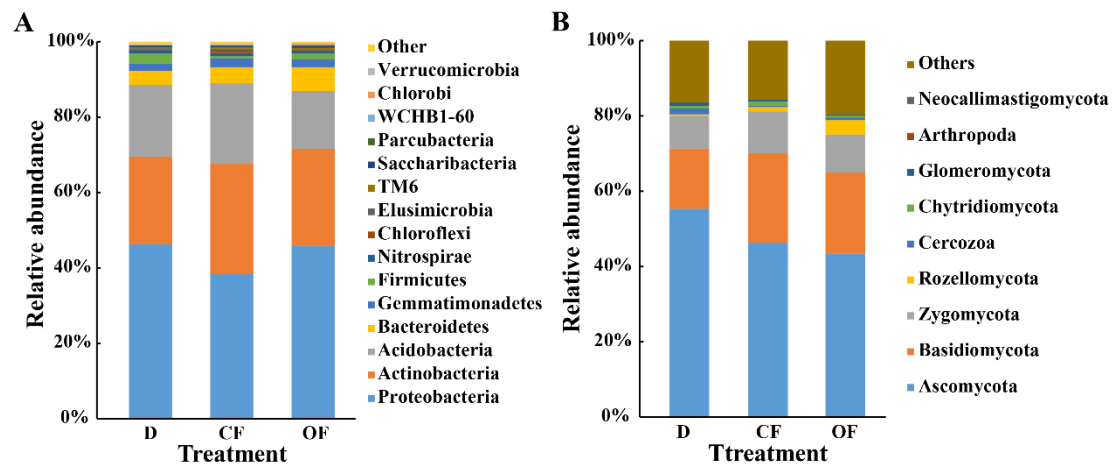 A
Relative abundance
100%
80%
60%
40%
20%
0%
D
CF
OF
Treatment
Other
Verrucomicrobia
Chlorobi
WCHB1-60
Parcubacteria
Saccharibacteria
TM6
Elusimicrobia
Chloroflexi
Nitrospirae
Firmicutes
Gemmatimonadetes
Bacteroidetes
Acidobacteria
Actinobacteria
Proteobacteria
B
Relative abundance
100%
80%
60%
40%
20%
0%
D
CF
OF
Ttreatment
Others
Neocallimastigomycota
Arthropoda
Glomeromycota
Chytridiomycota
Cercozoa
Rozellomycota
Zygomycota
Basidiomycota
Ascomycota